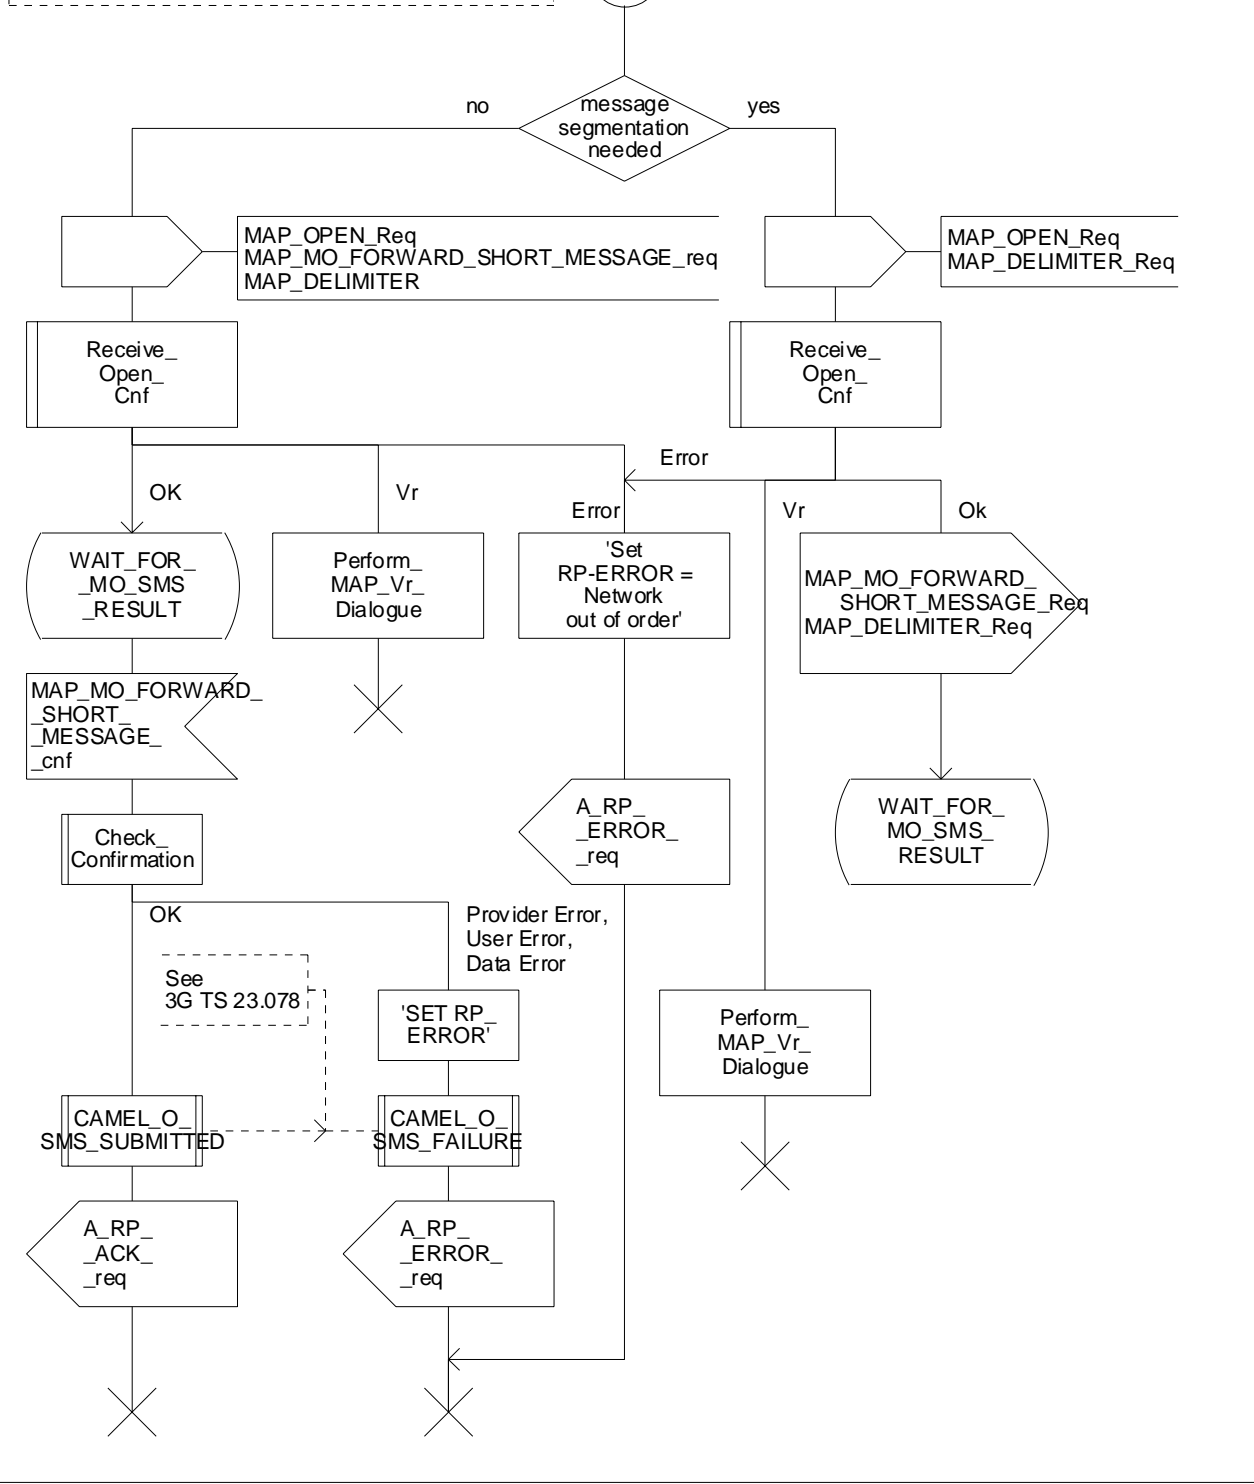 no
message
segmentation
needed
yes
MAP_OPEN_Req
MAP_MO_FORWARD_SHORT_MESSAGE_req
MAP_DELIMITER
MAP_OPEN_Req
MAP_DELIMITER_Req
Receive_
Open_
Cnf
Receive_
Open_
Cnf
Error
OK
Vr
Error
Vr
Ok
WAIT_FOR_
_MO_SMS
_RESULT
Perform_
MAP_Vr_
Dialogue
'Set
RP-ERROR =
Network
out of order'
MAP_MO_FORWARD_
SHORT_MESSAGE_Req
MAP_DELIMITER_Req
MAP_MO_FORWARD_
_SHORT_
_MESSAGE_
_cnf
A_RP_
_ERROR_
_req
WAIT_FOR_
MO_SMS_
RESULT
Check_
Confirmation
OK
Provider Error,
User Error,
Data Error
See
3G TS 23.078
'SET RP_
ERROR'
Perform_
MAP_Vr_
Dialogue
CAMEL_O_
SMS_SUBMITTED
CAMEL_O_
SMS_FAILURE
A_RP_
_ACK_
_req
A_RP_
_ERROR_
_req